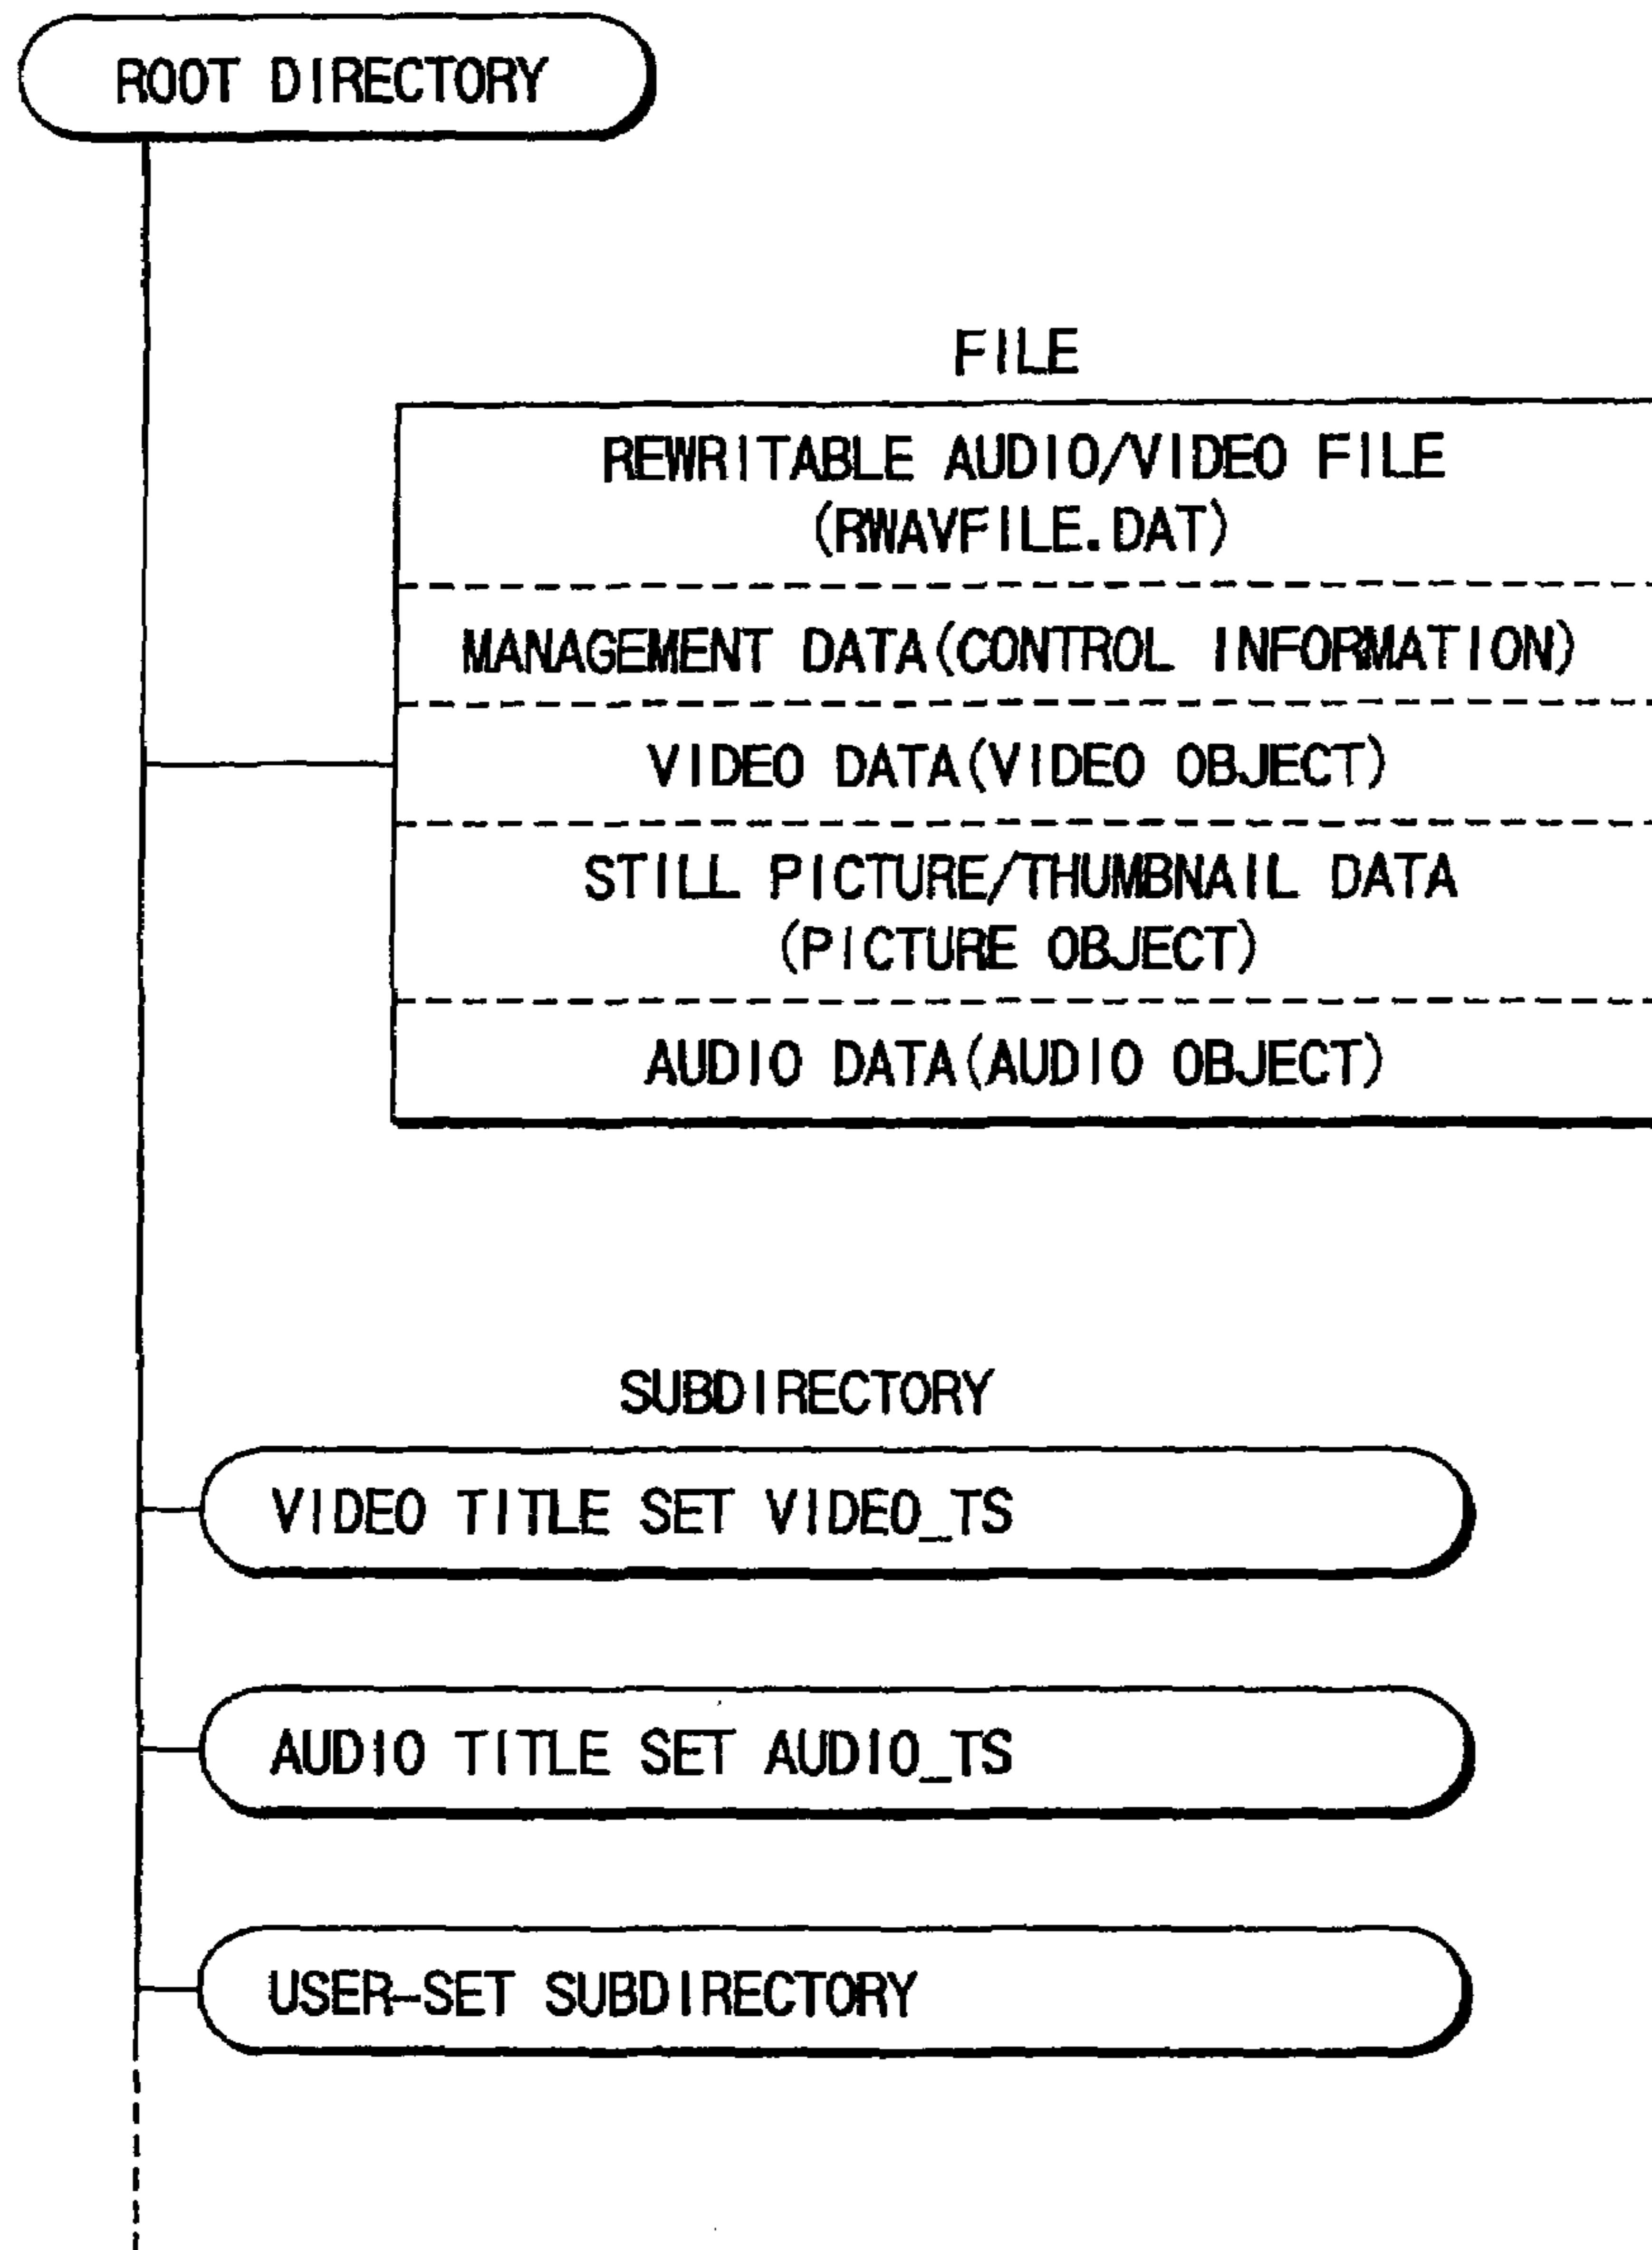 ROOT DIRECTORY
FILE
REWRITABLE AUDIO/VIDEO FILE
(RWAVFILE.DAT)
MANAGEMENT DATA(CONTROL INFORMATION)
VIDEO DATA(VIDEO OBJECT)
STILL PICTURE/THUMBNAIL DATA
(PICTURE OBJECT)
AUDIO DATA(AUDIO OBJECT)
SUBDIRECTORY
VIDEO TITLE SET VIDEO_TS
AUDIO TITLE SET AUDIO_TS
USER-SET SUBDIRECTORY